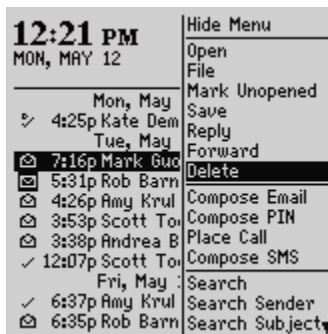 12:21 PM
MON, MAY 12
Mon, May
4:25p Kate Dem
Tue, May
7:16p Mark Guo
5:31p Rob Barn
4:26p Amy Krul
3:53p Scott To
3:38p Andrea B
12:07p Scott To
Fri, May
6:37p Amy Krul
6:35p Rob Barn
Hide Menu
Open
File
Mark Unopened
Save
Reply
Forward
Delete
Compose Email
Compose PIN
Place Call
Compose SMS
Search
Search Sender
Search Subject